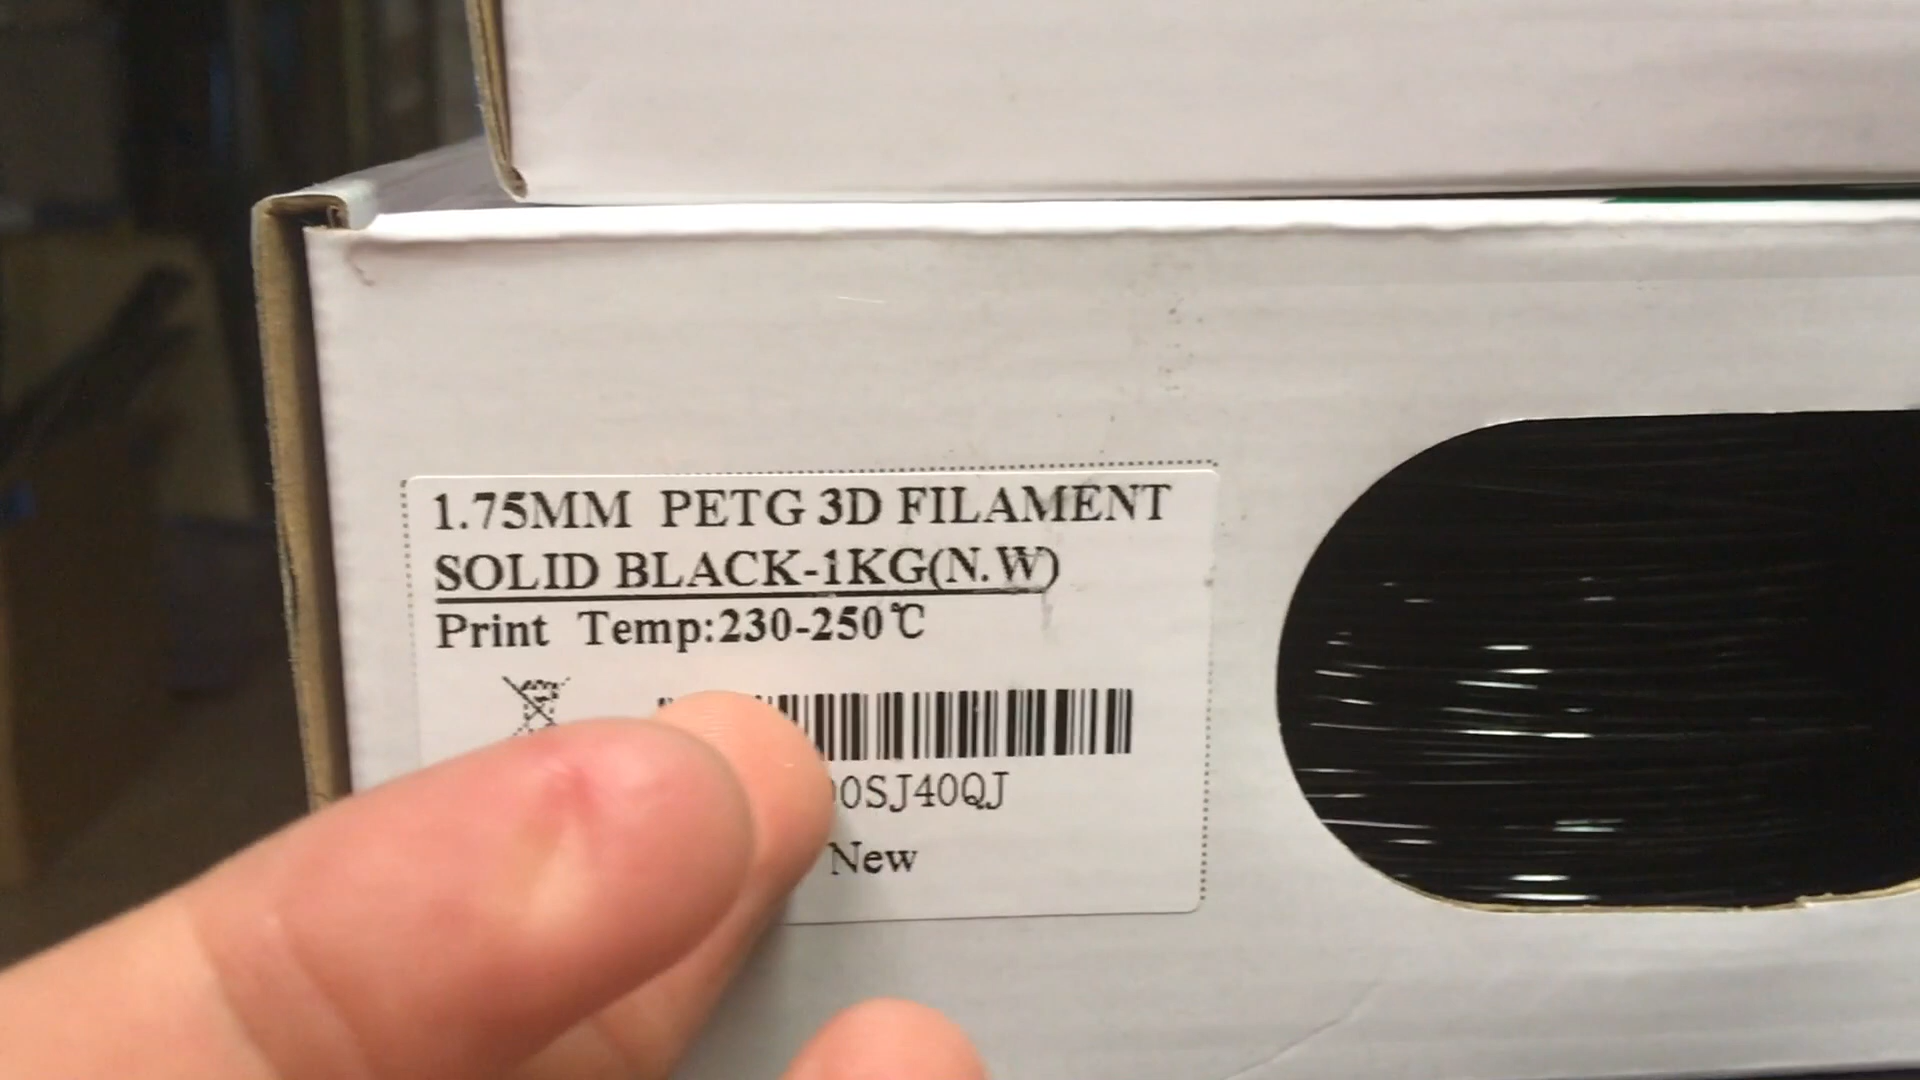 1.75MM PETG 3D FILAMENT
SOLID BLACK-1KG(N.W)
Print Temp:230-250℃
0SJ40QJ
New